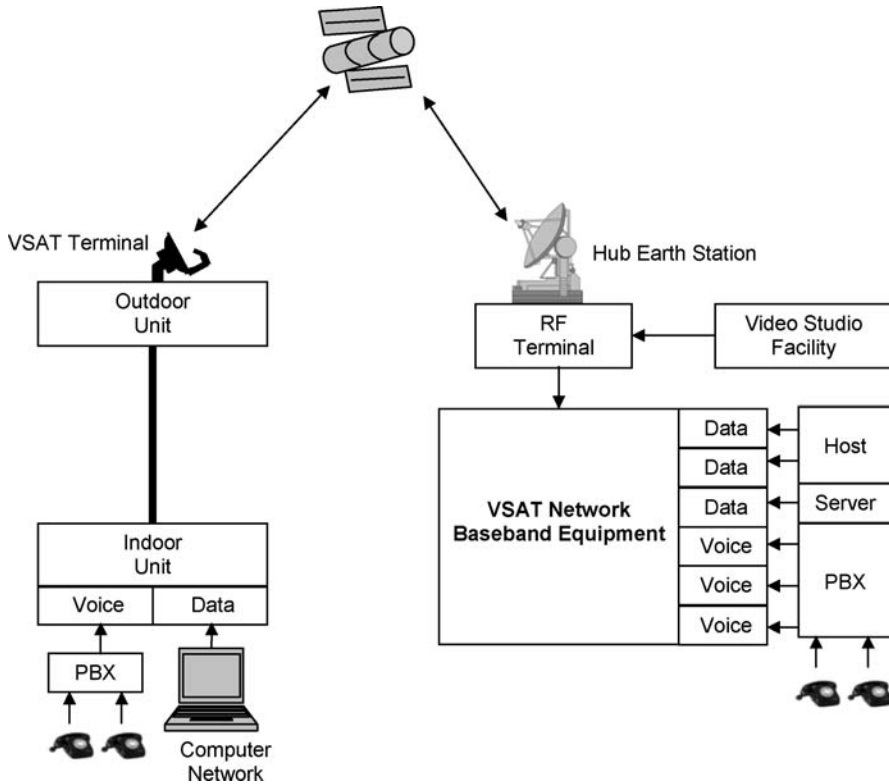 VSAT Terminal
Outdoor
Unit
Indoor
Unit
Voice
Data
PBX
Computer
Network
Hub Earth Station
RF
Terminal
Video Studio
Facility
VSAT Network
Baseband Equipment
Data
Data
Data
Voice
Voice
Voice
Host
Server
PBX